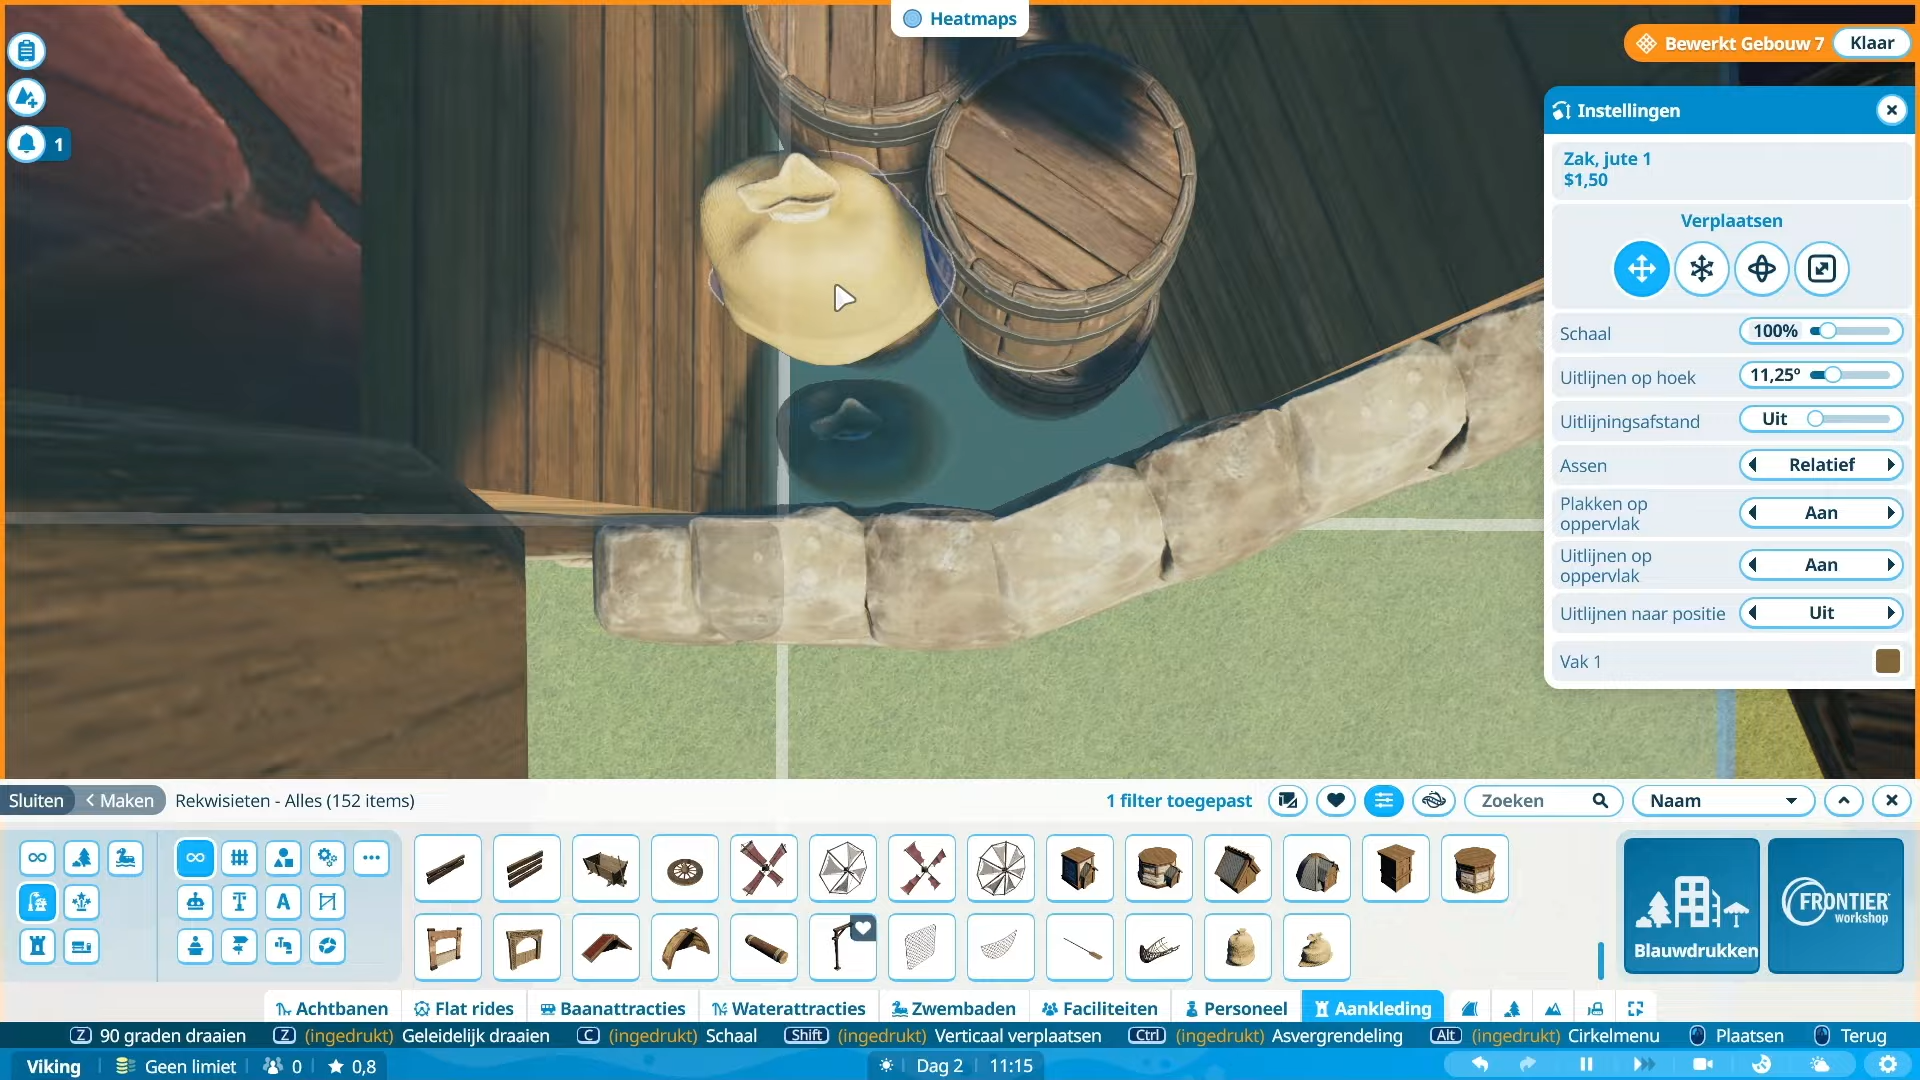 Heatmaps
Bewerkt Gebouw 7
Klaar
1
Instellingen
Zak, jute 1
$1,50
Verplaatsen
Schaal
100%
Uitlijnen op hoek
11,25º
Uitlijningsafstand
Uit
Assen
Relatief
Plakken op
oppervlak
Aan
Uitlijnen op
oppervlak
Aan
Uitlijnen naar positie
Uit
Vak 1
Sluiten
Maken
Rekwisieten - Alles (152 items)
1 filter toegepast
Zoeken
Naam
Blauwdrukken
FRONTIER
workshop
Achtbanen
Flat rides
Baanattracties
Waterattracties
Zwembaden
Faciliteiten
Personeel
Aankleding
Z 90 graden draaien
Z (ingedrukt) Geleidelijk draaien
C (ingedrukt) Schaal
Shift (ingedrukt) Verticaal verplaatsen
Ctrl (ingedrukt) Asvergrendeling
Alt (ingedrukt) Cirkelmenu
Plaatsen
Terug
Viking
Geen limiet
0
0,8
Dag 2
11:15